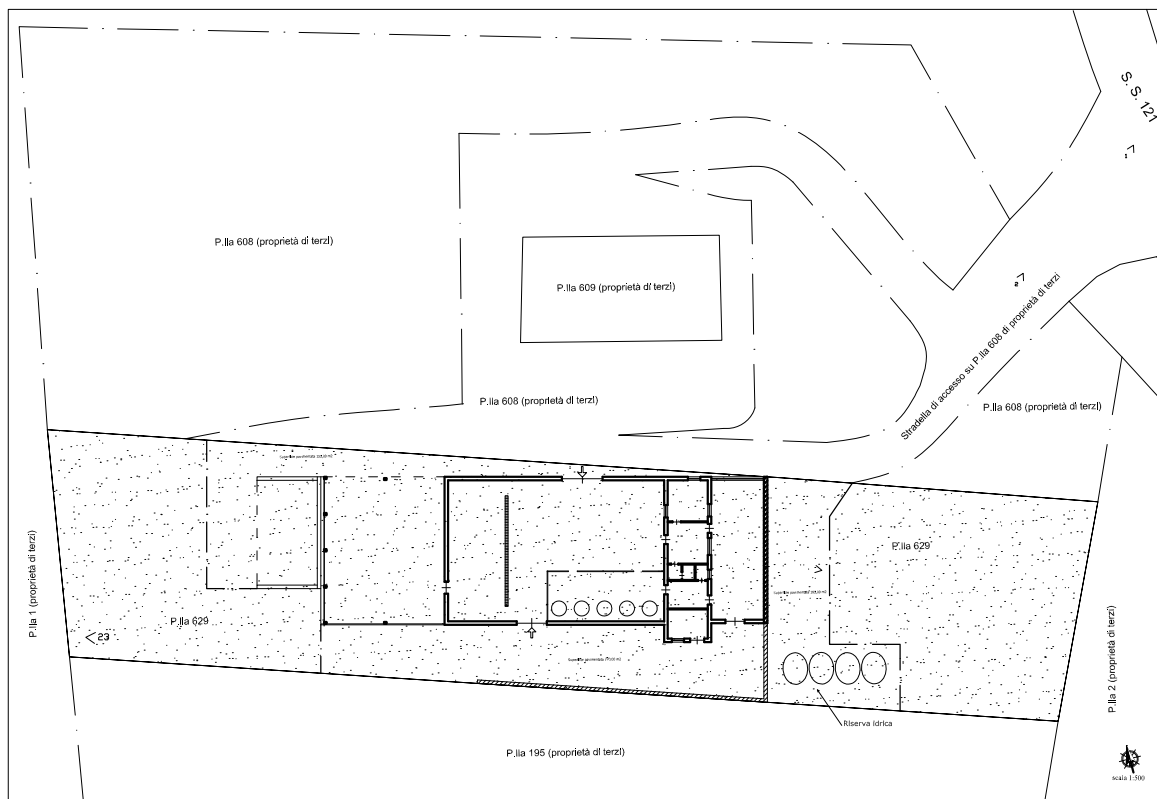 S. S. 121
P.lla 608 (proprietà di terzi)
P.lla 609 (proprietà di terzi)
Stradella di accesso su P.lla 608 di proprietà di terzi
P.lla 608 (proprietà di terzi)
P.lla 608 (proprietà di terzi)
P.lla 629
P.lla 1 (proprietà di terzi)
P.lla 629
23
P.lla 2 (proprietà di terzi)
Riserva idrica
P.lla 195 (proprietà di terzi)
scala 1:500